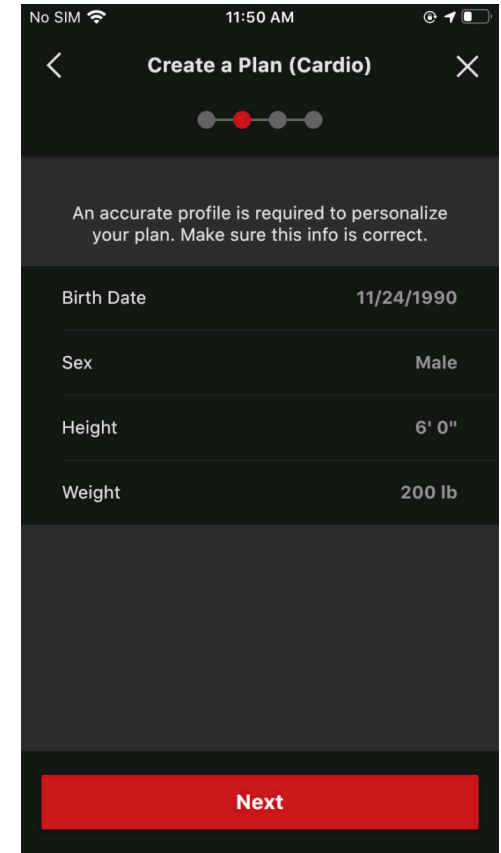 No SIM 11:50 AM
Create a Plan (Cardio)
An accurate profile is required to personalize
your plan. Make sure this info is correct.
Birth Date 11/24/1990
Sex Male
Height 6' 0"
Weight 200 lb
Next